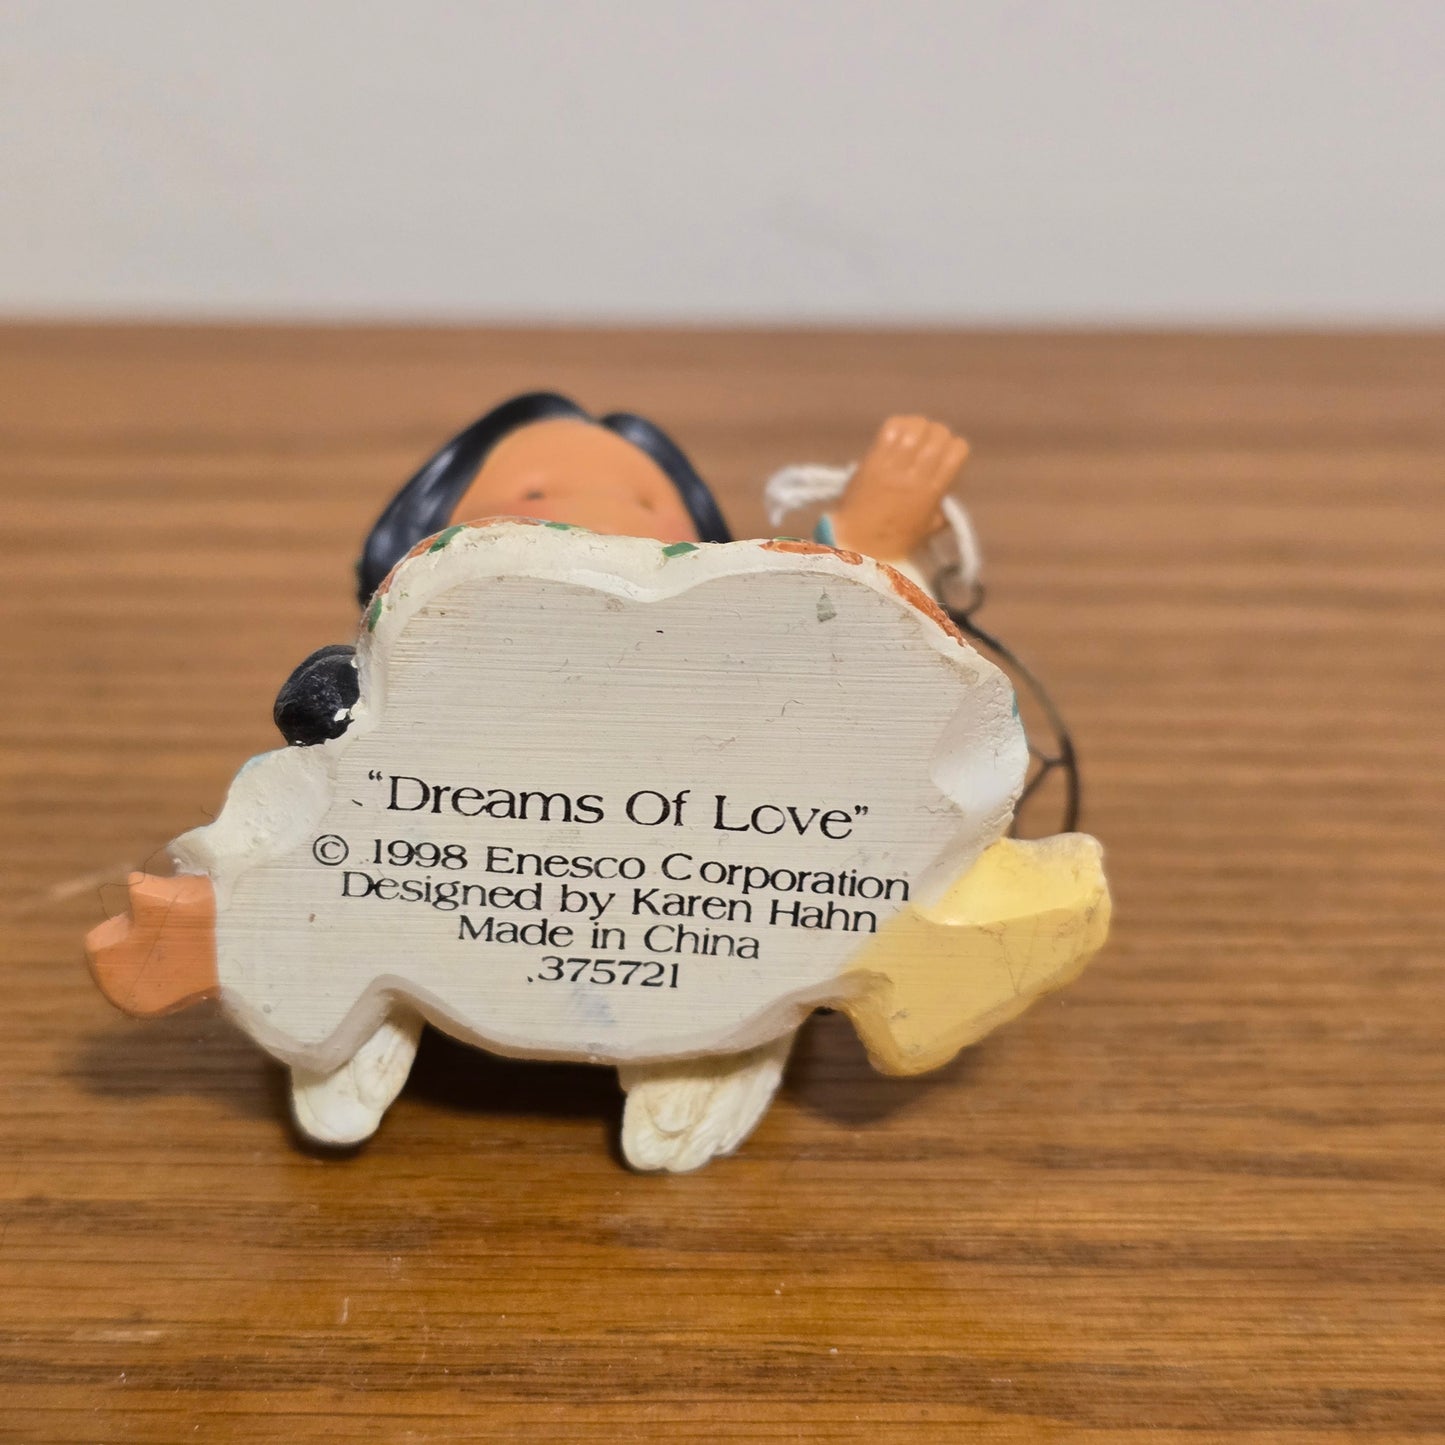 “Dreams Of Love”
© 1998 Enesco Corporation
Designed by Karen Hahn
Made in China
375721